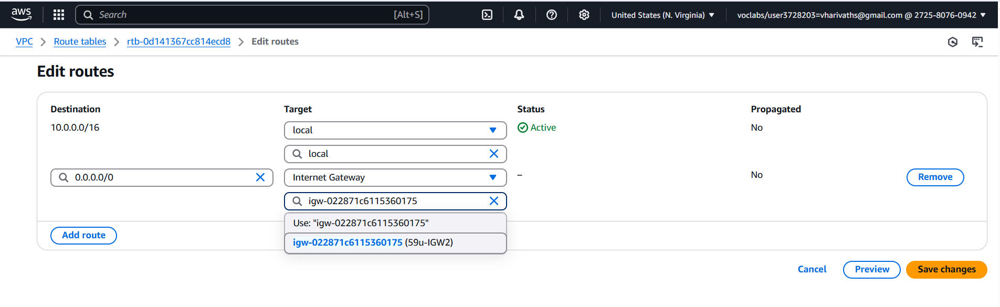 aws
Search [Alt+S]
United States (N. Virginia)
voclabs/user3728203=vharivaths@gmail.com @ 2725-8076-0942
VPC Route tables rtb-0d141367cc814ecd8 Edit routes
Edit routes
Destination Target Status Propagated
10.0.0.0/16 local Active No
local
0.0.0.0/0 Internet Gateway – No Remove
igw-022871c6115360175
Use: "igw-022871c6115360175"
Add route
igw-022871c6115360175 (59u-IGW2)
Cancel Preview Save changes